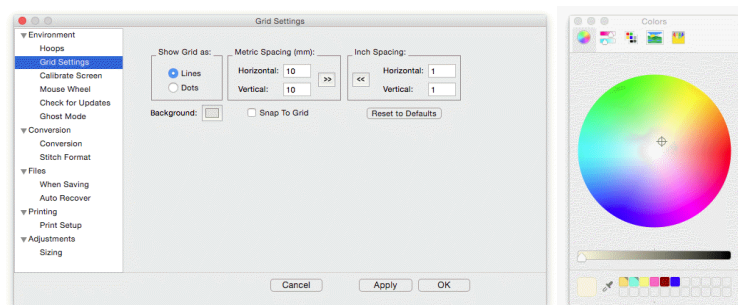 Grid Settings
Environment
Hoops
Grid Settings
Calibrate Screen
Mouse Wheel
Check for Updates
Ghost Mode
Conversion
Conversion
Stitch Format
Files
When Saving
Auto Recover
Printing
Print Setup
Adjustments
Sizing
Show Grid as:
Lines
Dots
Background:
Metric Spacing (mm):
Horizontal: 10
Vertical: 10
>>
Snap To Grid
Inch Spacing:
<<
Horizontal: 1
Vertical: 1
Reset to Defaults
Cancel
Apply
OK
Colors